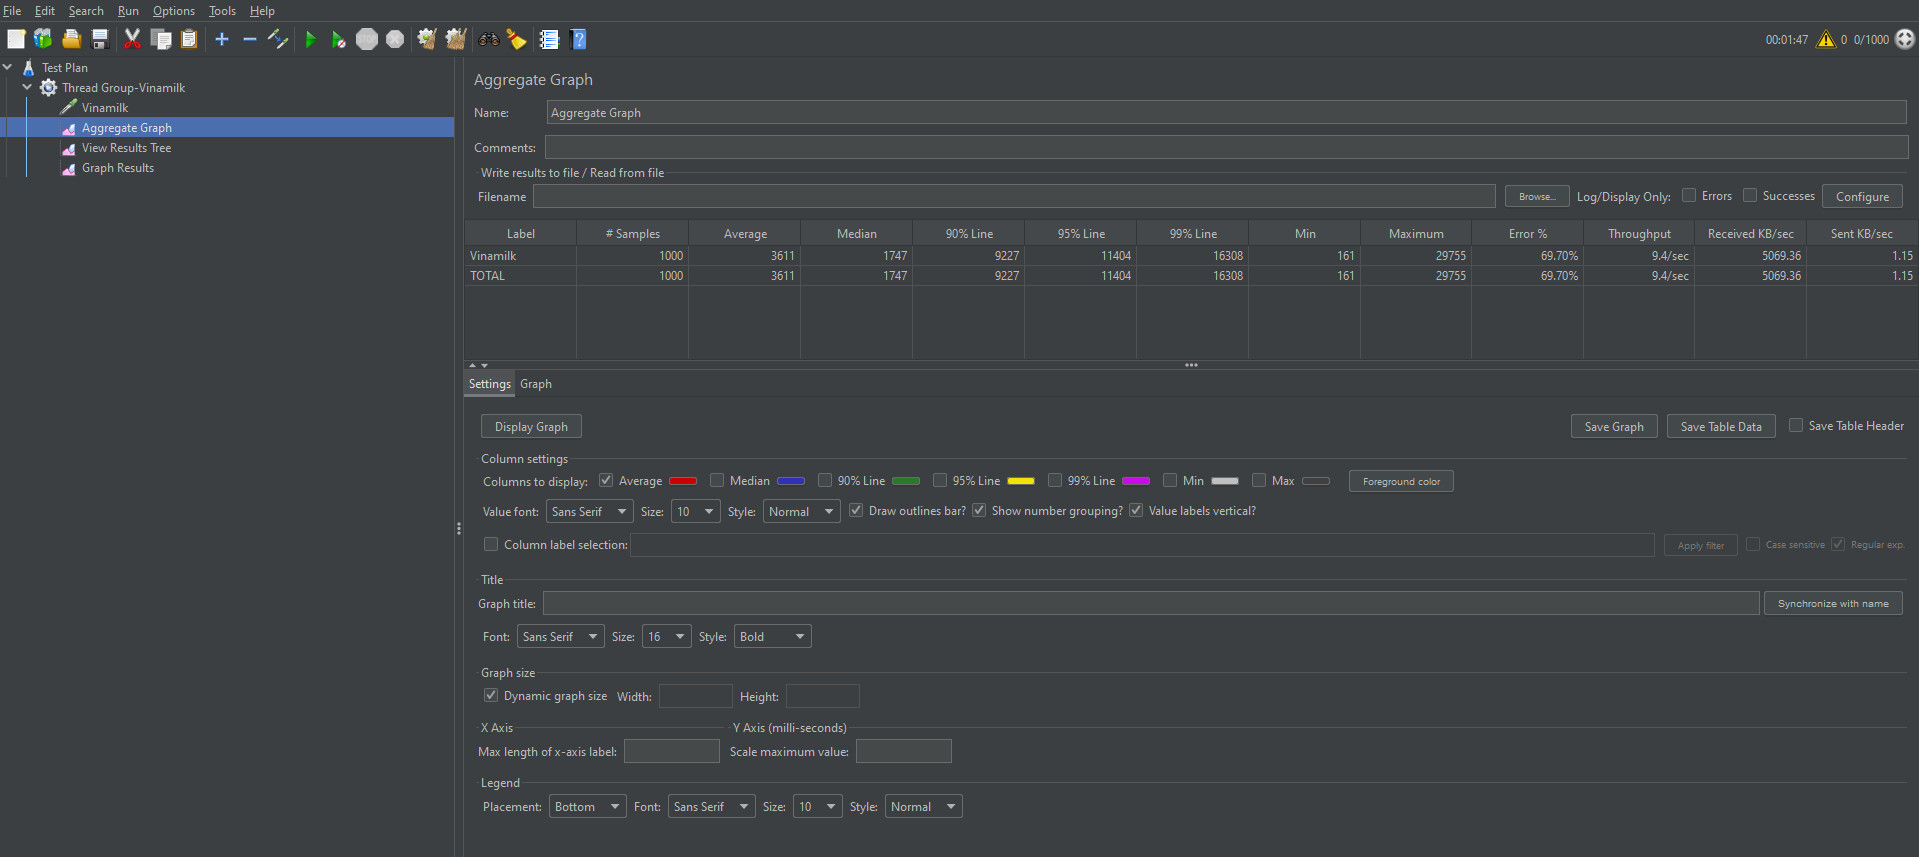 File Edit Search Run Options Tools Help
00:01:47 0 0/1000
Test Plan
Thread Group-Vinamilk
Vinamilk
Aggregate Graph
View Results Tree
Graph Results
Aggregate Graph
Name: Aggregate Graph
Comments:
Write results to file / Read from file
Filename Browse... Log/Display Only: Errors Successes Configure
Label # Samples Average Median 90% Line 95% Line 99% Line Min Maximum Error % Throughput Received KB/sec Sent KB/sec
Vinamilk 1000 3611 1747 9227 11404 16308 161 29755 69.70% 9.4/sec 5069.36 1.15
TOTAL 1000 3611 1747 9227 11404 16308 161 29755 69.70% 9.4/sec 5069.36 1.15
Settings Graph
Display Graph Save Graph Save Table Data Save Table Header
Column settings
Columns to display: Average Median 90% Line 95% Line 99% Line Min Max Foreground color
Value font: Sans Serif Size: 10 Style: Normal Draw outlines bar? Show number grouping? Value labels vertical?
Column label selection: Apply filter Case sensitive Regular exp.
Title
Graph title: Synchronize with name
Font: Sans Serif Size: 16 Style: Bold
Graph size
Dynamic graph size Width: Height:
X Axis Y Axis (milli-seconds)
Max length of x-axis label: Scale maximum value:
Legend
Placement: Bottom Font: Sans Serif Size: 10 Style: Normal